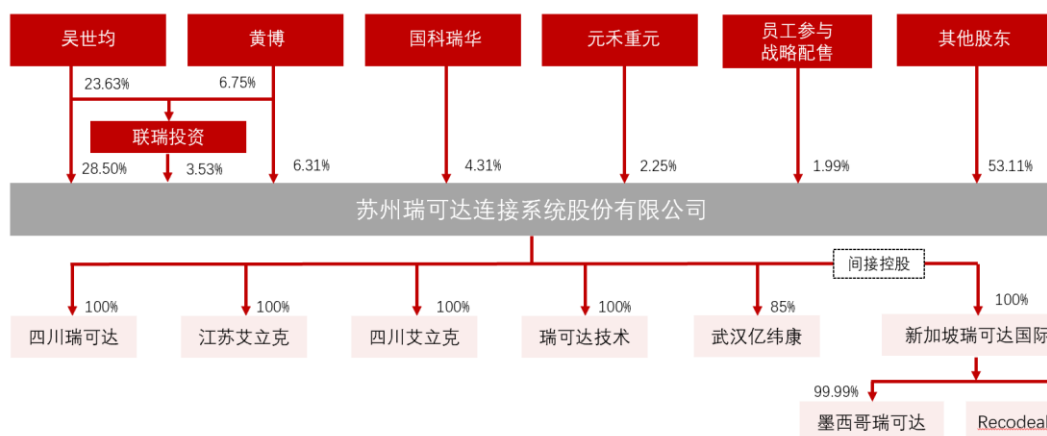 吴世均
黄博
国科瑞华
元禾重元
员工参与
战略配售
其他股东
23.63%
6.75%
联瑞投资
28.50%
3.53%
6.31%
4.31%
2.25%
1.99%
53.11%
苏州瑞可达连接系统股份有限公司
间接控股
100%
100%
100%
100%
85%
100%
四川瑞可达
江苏艾立克
四川艾立克
瑞可达技术
武汉亿纬康
新加坡瑞可达国际
99.99%
墨西哥瑞可达
Recodeal